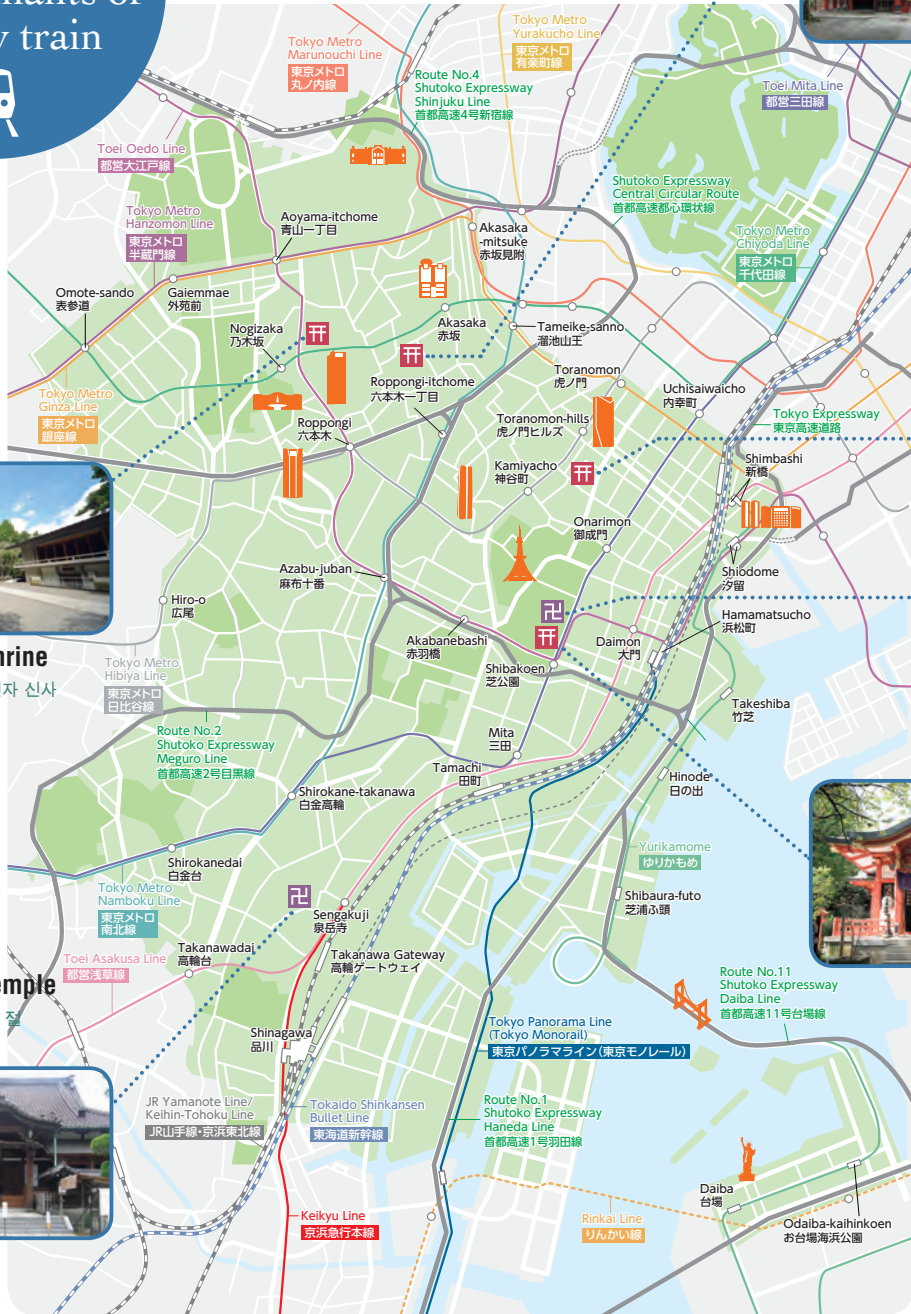 y train
Tokyo Metro
Marunouchi Line
東京メトロ
丸ノ内線
Tokyo Metro
Yurakucho Line
東京メトロ
有楽町線
Route No.4
Shutoko Expressway
Shinjuku Line
首都高速4号新宿線
Toei Mita Line
都営三田線
Toei Oedo Line
都営大江戸線
Shutoko Expressway
Central Circular Route
首都高速都心環状線
Tokyo Metro
Hanzomon Line
東京メトロ
半蔵門線
Aoyama-itchome
青山一丁目
Akasaka
-mitsuke
赤坂見附
Tokyo Metro
Chiyoda Line
東京メトロ
千代田線
Omote-sando
表参道
Gaiemmae
外苑前
Nogizaka
乃木坂
Akasaka
赤坂
Tameike-sanno
溜池山王
Roppongi-itchome
六本木一丁目
Toranomon
虎ノ門
Uchisaiwaicho
内幸町
Tokyo Metro
Ginza Line
東京メトロ
銀座線
Roppongi
六本木
Toranomon-hills
虎ノ門ヒルズ
Tokyo Expressway
東京高速道路
Kamiyacho
神谷町
Shimbashi
新橋
Onarimon
御成門
Azabu-juban
麻布十番
Shiodome
汐留
Hiro-o
広尾
Hamamatsucho
浜松町
Akabanebashi
赤羽橋
Daimon
大門
Shibakoen
芝公園
hrine
신사
Tokyo Metro
Hibiya Line
東京メトロ
日比谷線
Takeshiba
竹芝
Route No.2
Shutoko Expressway
Meguro Line
首都高速2号目黒線
Mita
三田
Tamachi
田町
Hinode
日の出
Shirokane-takanawa
白金高輪
Yurikamome
ゆりかもめ
Shirokanedai
白金台
Tokyo Metro
Namboku Line
東京メトロ
南北線
Sengakuji
泉岳寺
Shibaura-futo
芝浦ふ頭
Takanawadai
高輪台
Takanawa Gateway
高輪ゲートウェイ
Toei Asakusa Line
都営浅草線
emple
절
Route No.11
Shutoko Expressway
Daiba Line
首都高速11号台場線
Tokyo Panorama Line
(Tokyo Monorail)
東京パノラマライン(東京モノレール)
Shinagawa
品川
JR Yamanote Line/
Keihin-Tohoku Line
JR山手線・京浜東北線
Tokaido Shinkansen
Bullet Line
東海道新幹線
Route No.1
Shutoko Expressway
Haneda Line
首都高速1号羽田線
Daiba
台場
Keikyu Line
京浜急行本線
Rinkai Line
りんかい線
Odaiba-kaihinkoen
お台場海浜公園